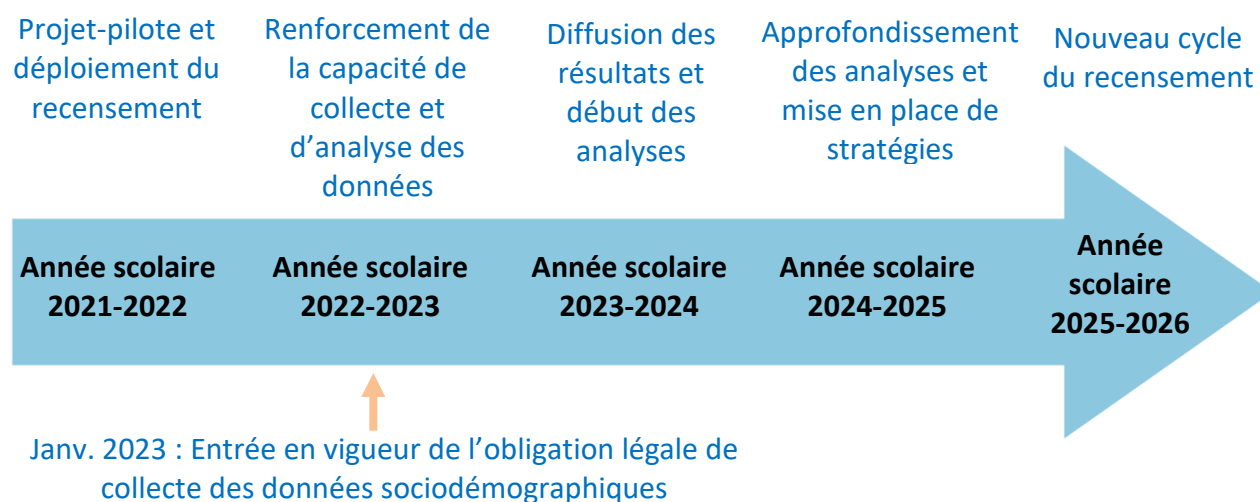 Projet-pilote et
déploiement du
recensement
Renforcement de
la capacité de
collecte et
d’analyse des
données
Diffusion des
résultats et
début des
analyses
Approfondissement
des analyses et
mise en place de
stratégies
Nouveau cycle
du recensement
Année scolaire
2021-2022
Année scolaire
2022-2023
Année scolaire
2023-2024
Année scolaire
2024-2025
Année
scolaire
2025-2026
Janv. 2023 : Entrée en vigueur de l’obligation légale de
collecte des données sociodémographiques